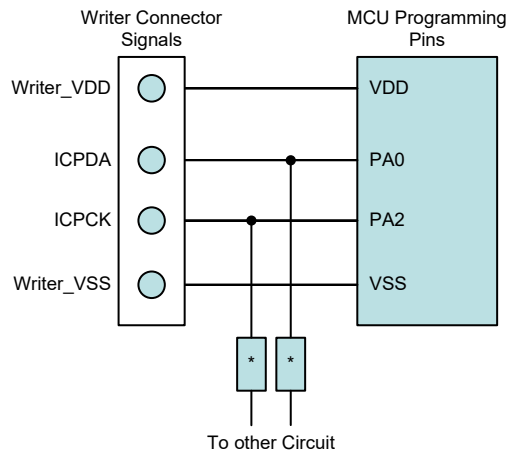 Writer Connector
Signals
MCU Programming
Pins
Writer_VDD
VDD
ICPDA
PA0
ICPCK
PA2
Writer_VSS
VSS
*
*
To other Circuit